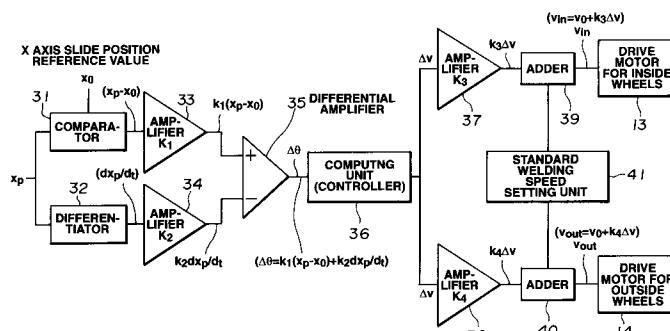 X AXIS SLIDE POSITION
REFERENCE VALUE
x0
31
(xp-x0)
33
k1(xp-x0)
COMPARA-
TOR
AMP-
LIFIER
K1
xp
32
(dxp/dt)
34
DIFFEREN-
TIATOR
AMP-
LIFIER
K2
k2dxp/dt
35
DIFFERENTIAL
AMPLIFIER
+
−
Δθ
COMPUTNG
UNIT
(CONTROLLER)
36
(Δθ=k1(xp-x0)+k2dxp/dt)
Δv
AMP-
LIFIER
K3
37
k3Δv
ADDER
39
(vin=v0+k3Δv)
vin
DRIVE
MOTOR
FOR INSIDE
WHEELS
13
STANDARD
WELDING
SPEED
SETTING UNIT
41
Δv
AMP-
LIFIER
K4
k4Δv
ADDER
40
(vout=v0+k4Δv)
vout
DRIVE
MOTOR FOR
OUTSIDE
WHEELS
14